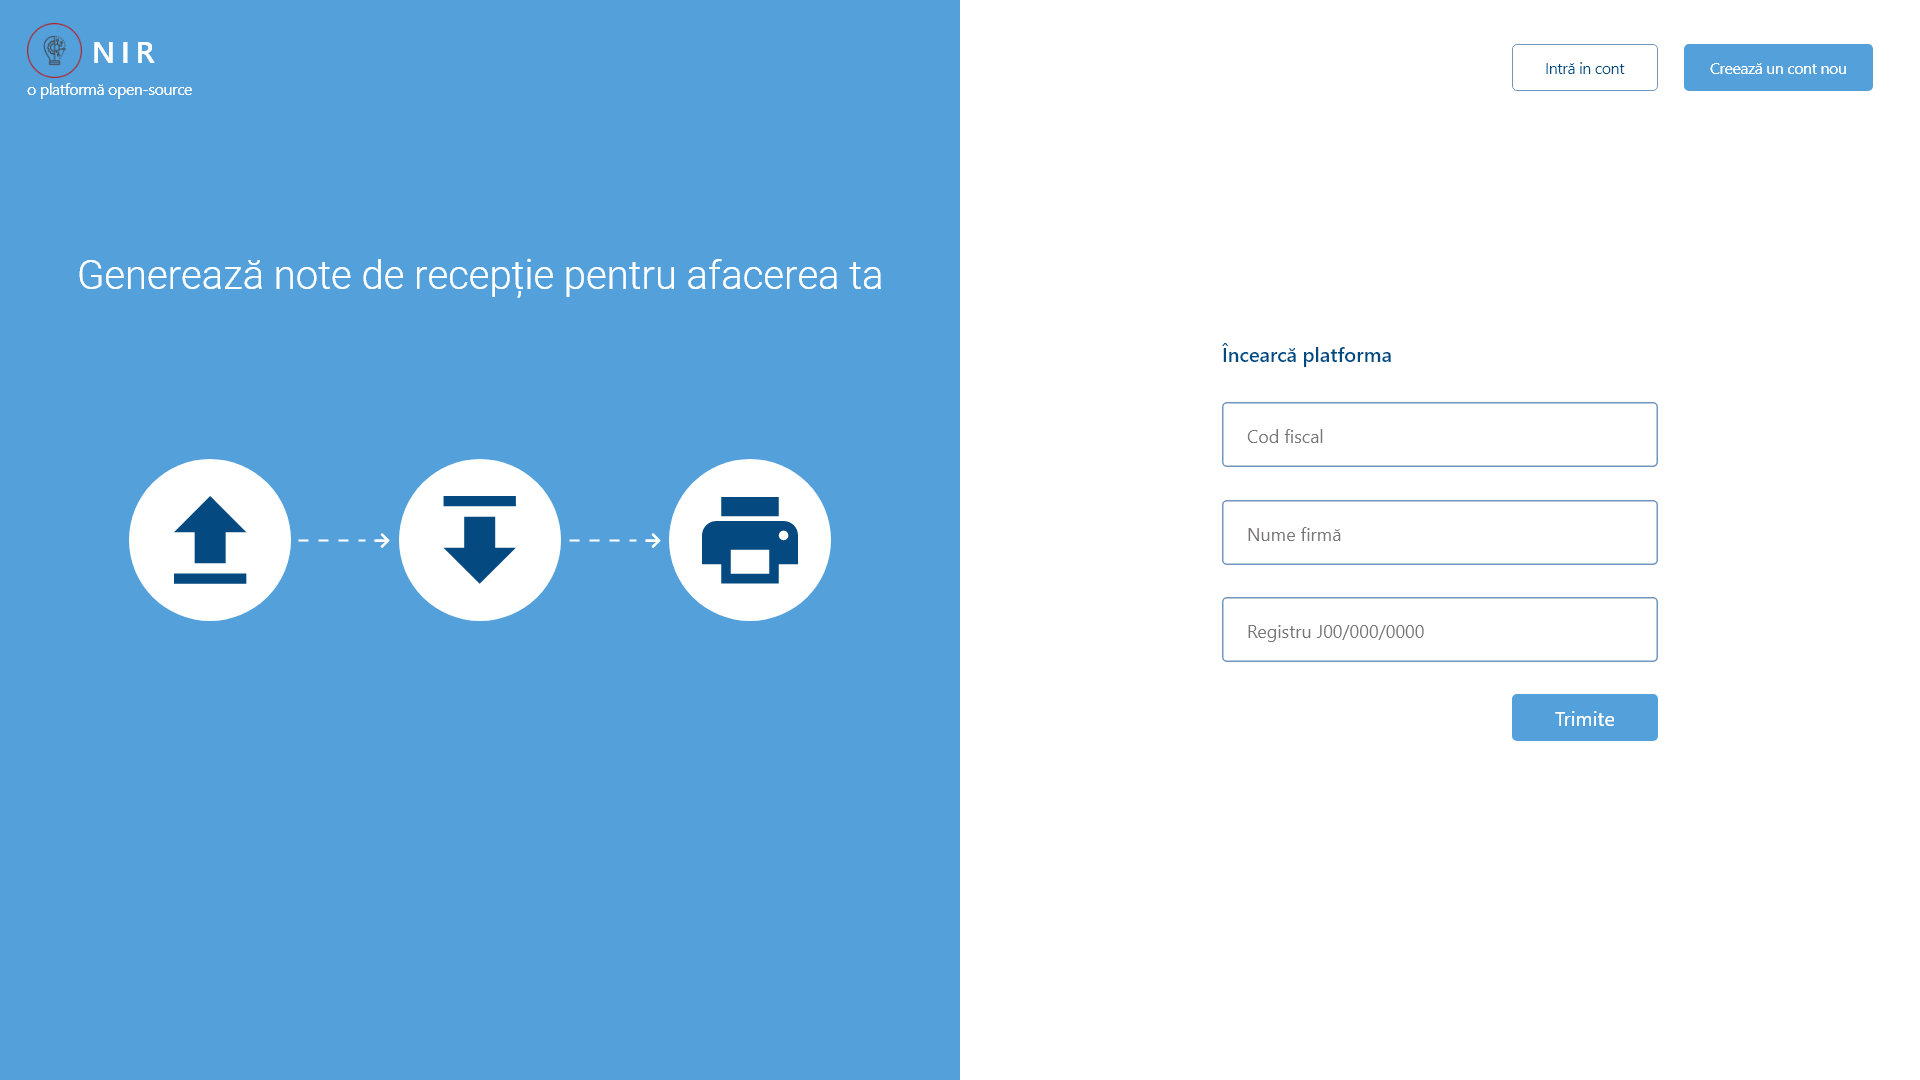 NIR
o platformă open-source
Intră in cont
Creează un cont nou
Generează note de recepție pentru afacerea ta
Încearcă platforma
Cod fiscal
Nume firmă
Registru J00/000/0000
Trimite